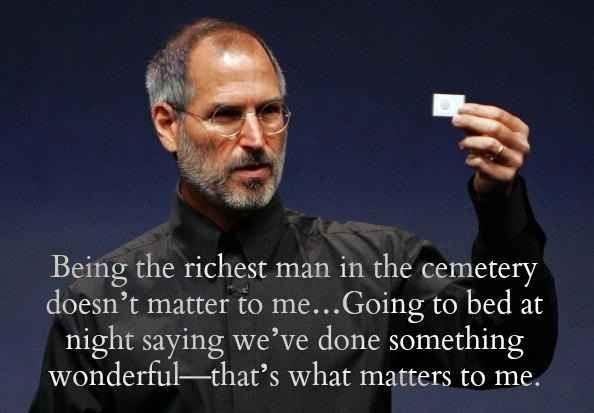 Being the richest man in the cemetery
doesn't matter to me...Going to bed at
night saying we've done something
wonderful—that's what matters to me.